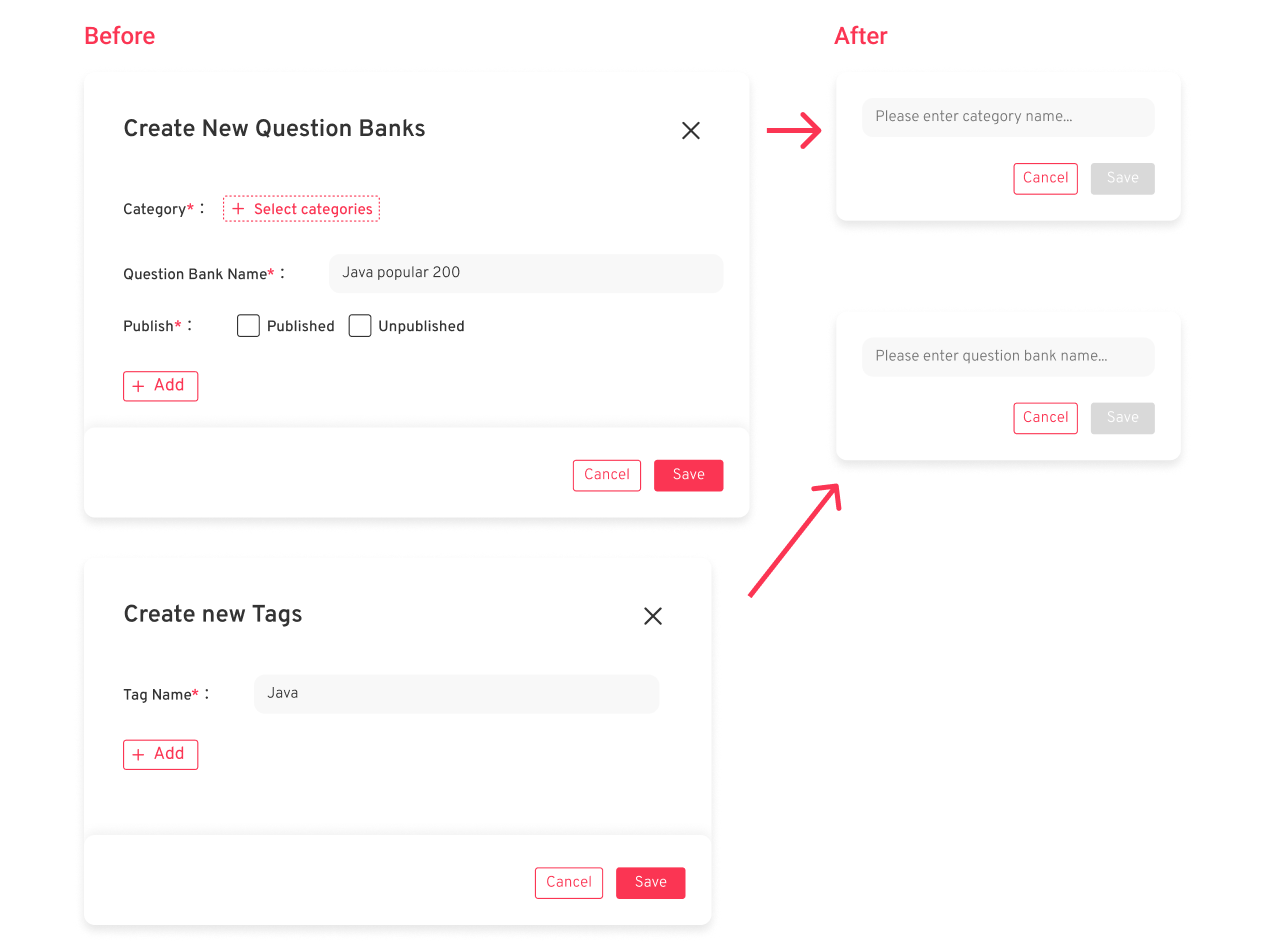 Before
After
Create New Question Banks
Category*：
+ Select categories
Question Bank Name*：
Java popular 200
Publish*：
Published
Unpublished
+ Add
Cancel
Save
Please enter category name...
Cancel
Save
Please enter question bank name...
Cancel
Save
Create new Tags
Tag Name*：
Java
+ Add
Cancel
Save